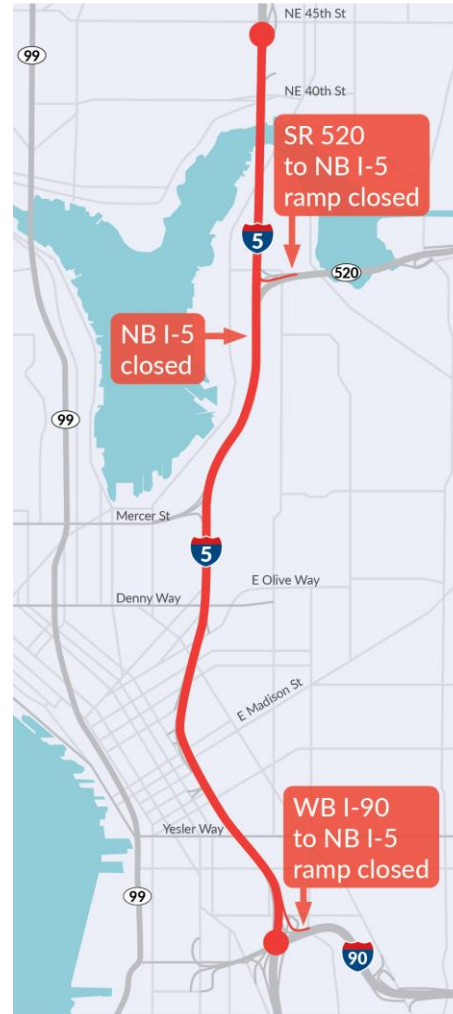 NE 45th St
99
NE 40th St
SR 520
to NB I-5
ramp closed
5
520
NB I-5
closed
99
Mercer St
5
E Olive Way
Denny Way
E Madison St
WB I-90
to NB I-5
ramp closed
Yesler Way
99
90